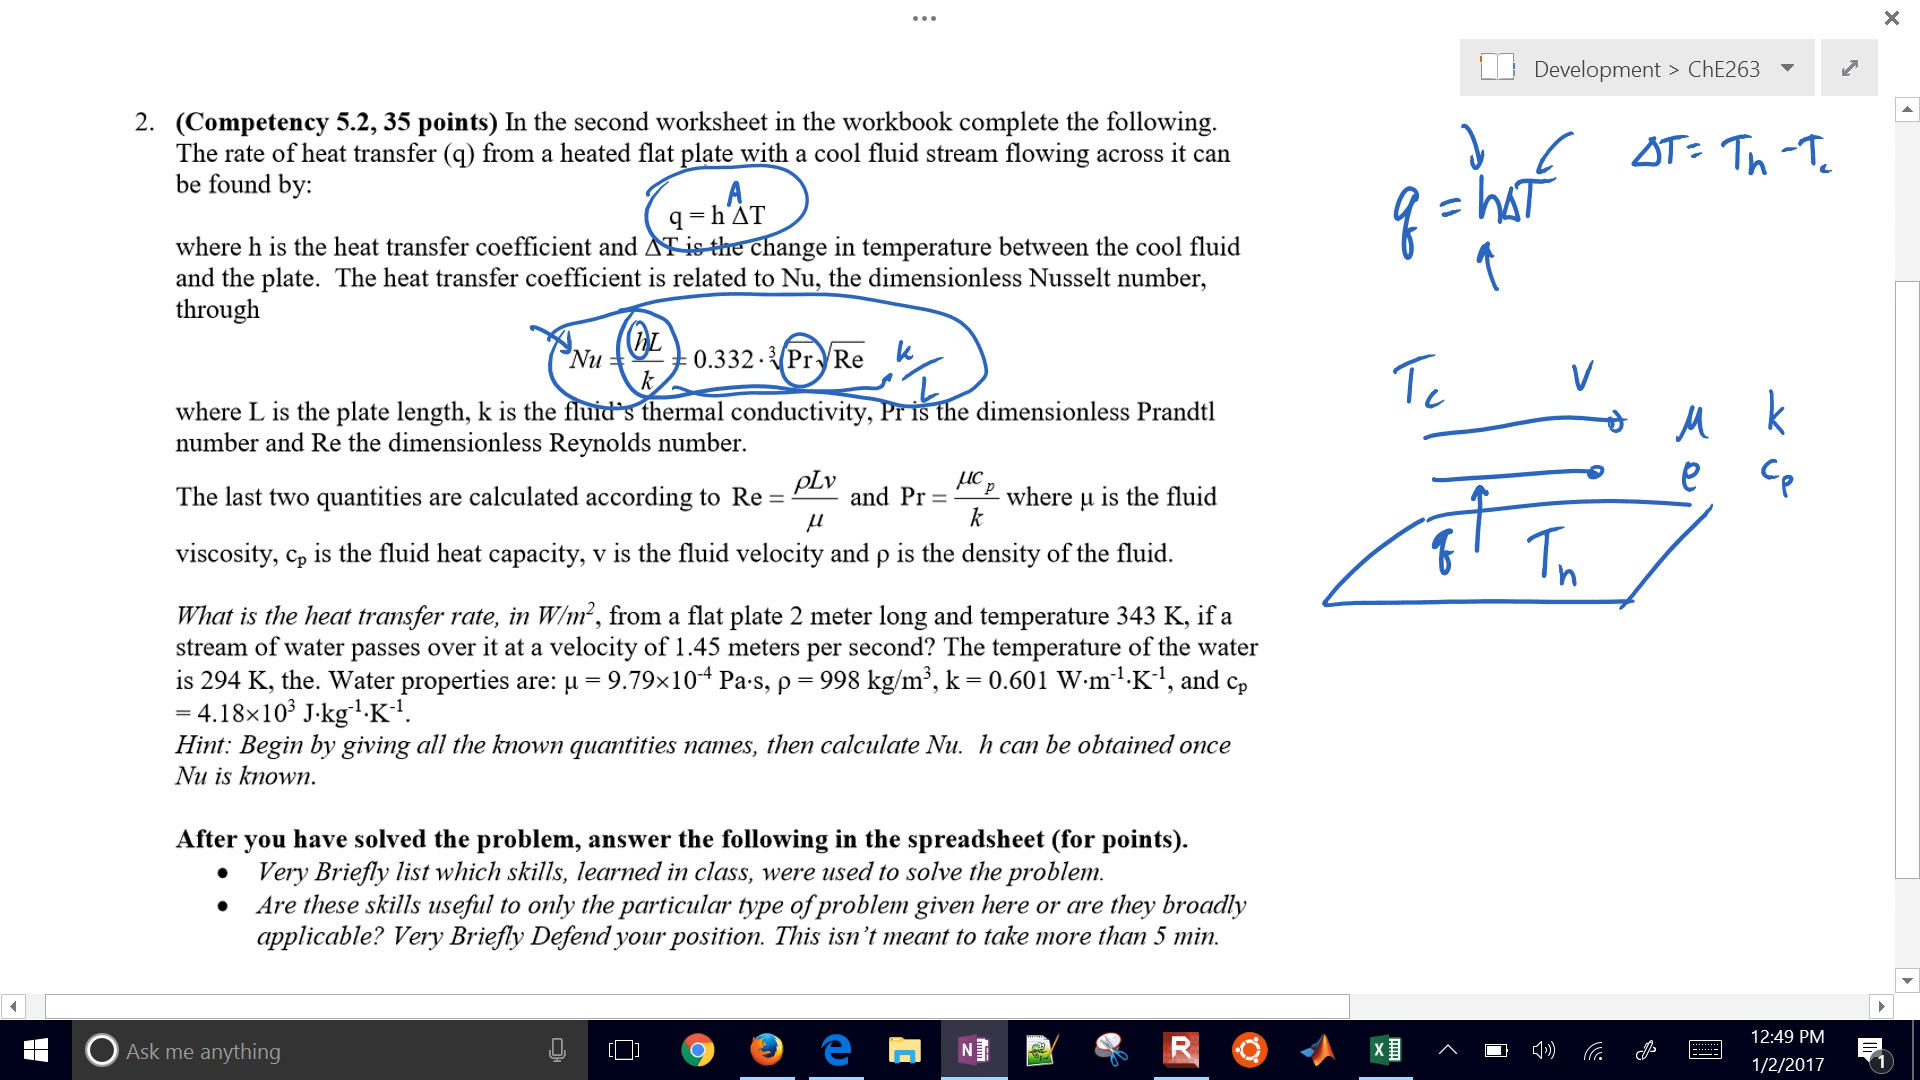 Development > ChE263
2. (Competency 5.2, 35 points) In the second worksheet in the workbook complete the following.
The rate of heat transfer (q) from a heated flat plate with a cool fluid stream flowing across it can
be found by:
A
q = h ΔT
where h is the heat transfer coefficient and ΔT is the change in temperature between the cool fluid
and the plate. The heat transfer coefficient is related to Nu, the dimensionless Nusselt number,
through
Nu = hL/k = 0.332·∛Pr√Re k/L
where L is the plate length, k is the fluid's thermal conductivity, Pr is the dimensionless Prandtl
number and Re the dimensionless Reynolds number.
The last two quantities are calculated according to Re = ρLv/μ and Pr = μcp/k where μ is the fluid
viscosity, cp is the fluid heat capacity, v is the fluid velocity and ρ is the density of the fluid.
What is the heat transfer rate, in W/m², from a flat plate 2 meter long and temperature 343 K, if a
stream of water passes over it at a velocity of 1.45 meters per second? The temperature of the water
is 294 K, the. Water properties are: μ = 9.79×10⁻⁴ Pa·s, ρ = 998 kg/m³, k = 0.601 W·m⁻¹·K⁻¹, and cp
= 4.18×10³ J·kg⁻¹·K⁻¹.
Hint: Begin by giving all the known quantities names, then calculate Nu. h can be obtained once
Nu is known.
After you have solved the problem, answer the following in the spreadsheet (for points).
• Very Briefly list which skills, learned in class, were used to solve the problem.
• Are these skills useful to only the particular type of problem given here or are they broadly
applicable? Very Briefly Defend your position. This isn't meant to take more than 5 min.
ΔT = Th - Tc
q = hΔT
Tc v
μ k
ρ cp
q Th
Ask me anything
12:49 PM
1/2/2017
1